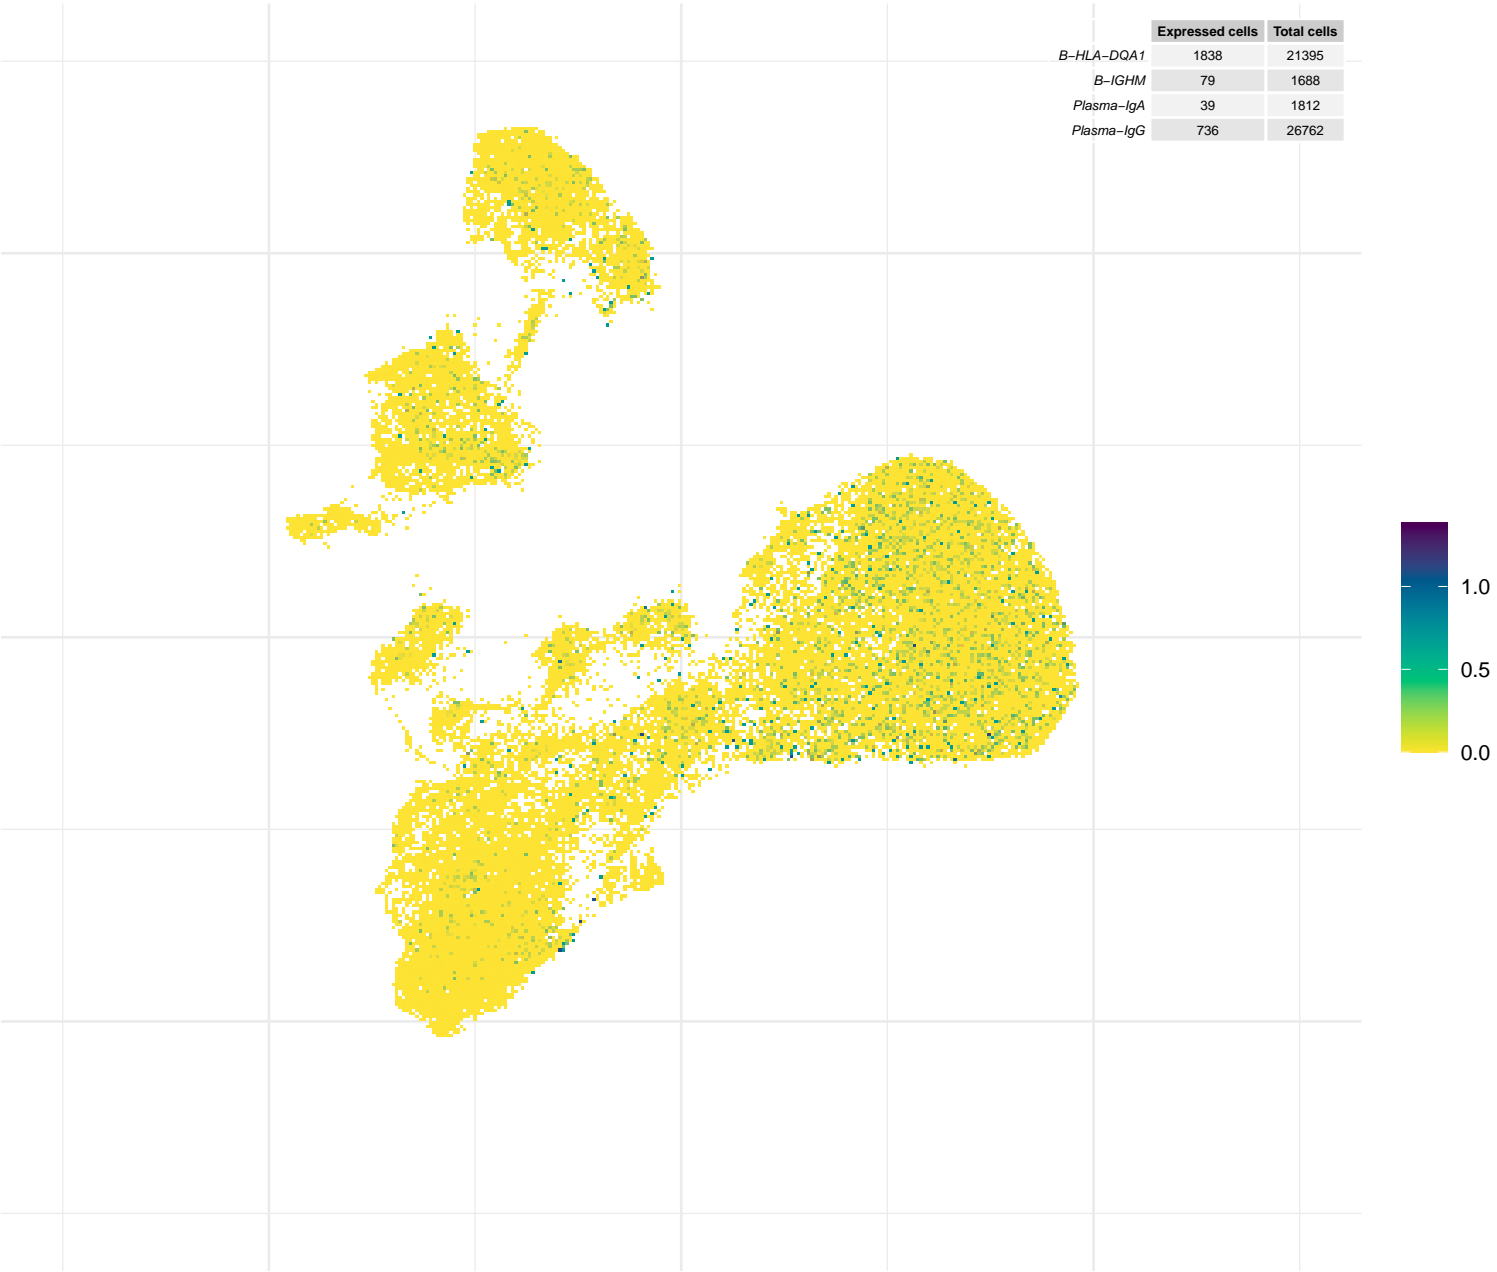 Expressed cells Total cells
B−HLA−DQA1 1838 21395
B−IGHM 79 1688
Plasma−IgA 39 1812
Plasma−IgG 736 26762
1.0
0.5
0.0